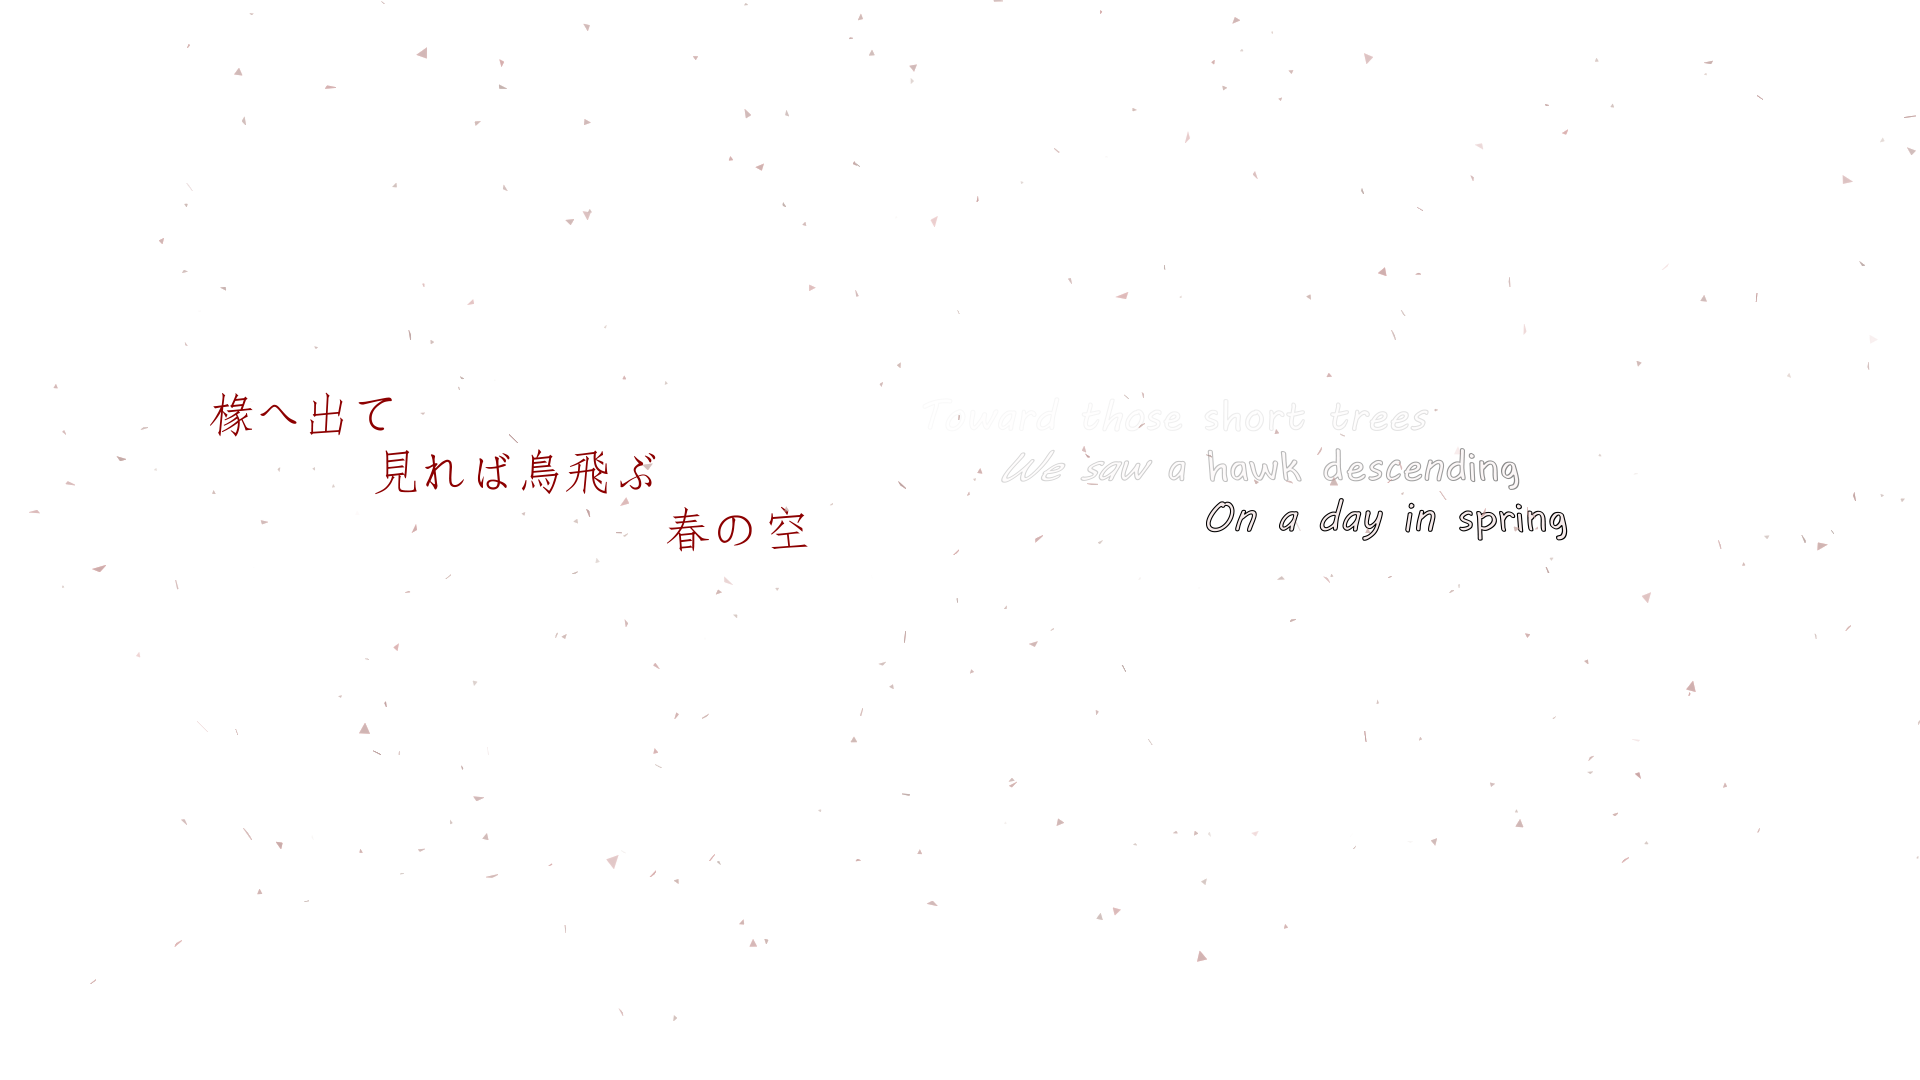 椽へ出て
見れば鳥飛ぶ
春の空
Toward those short trees
We saw a hawk descending
On a day in spring